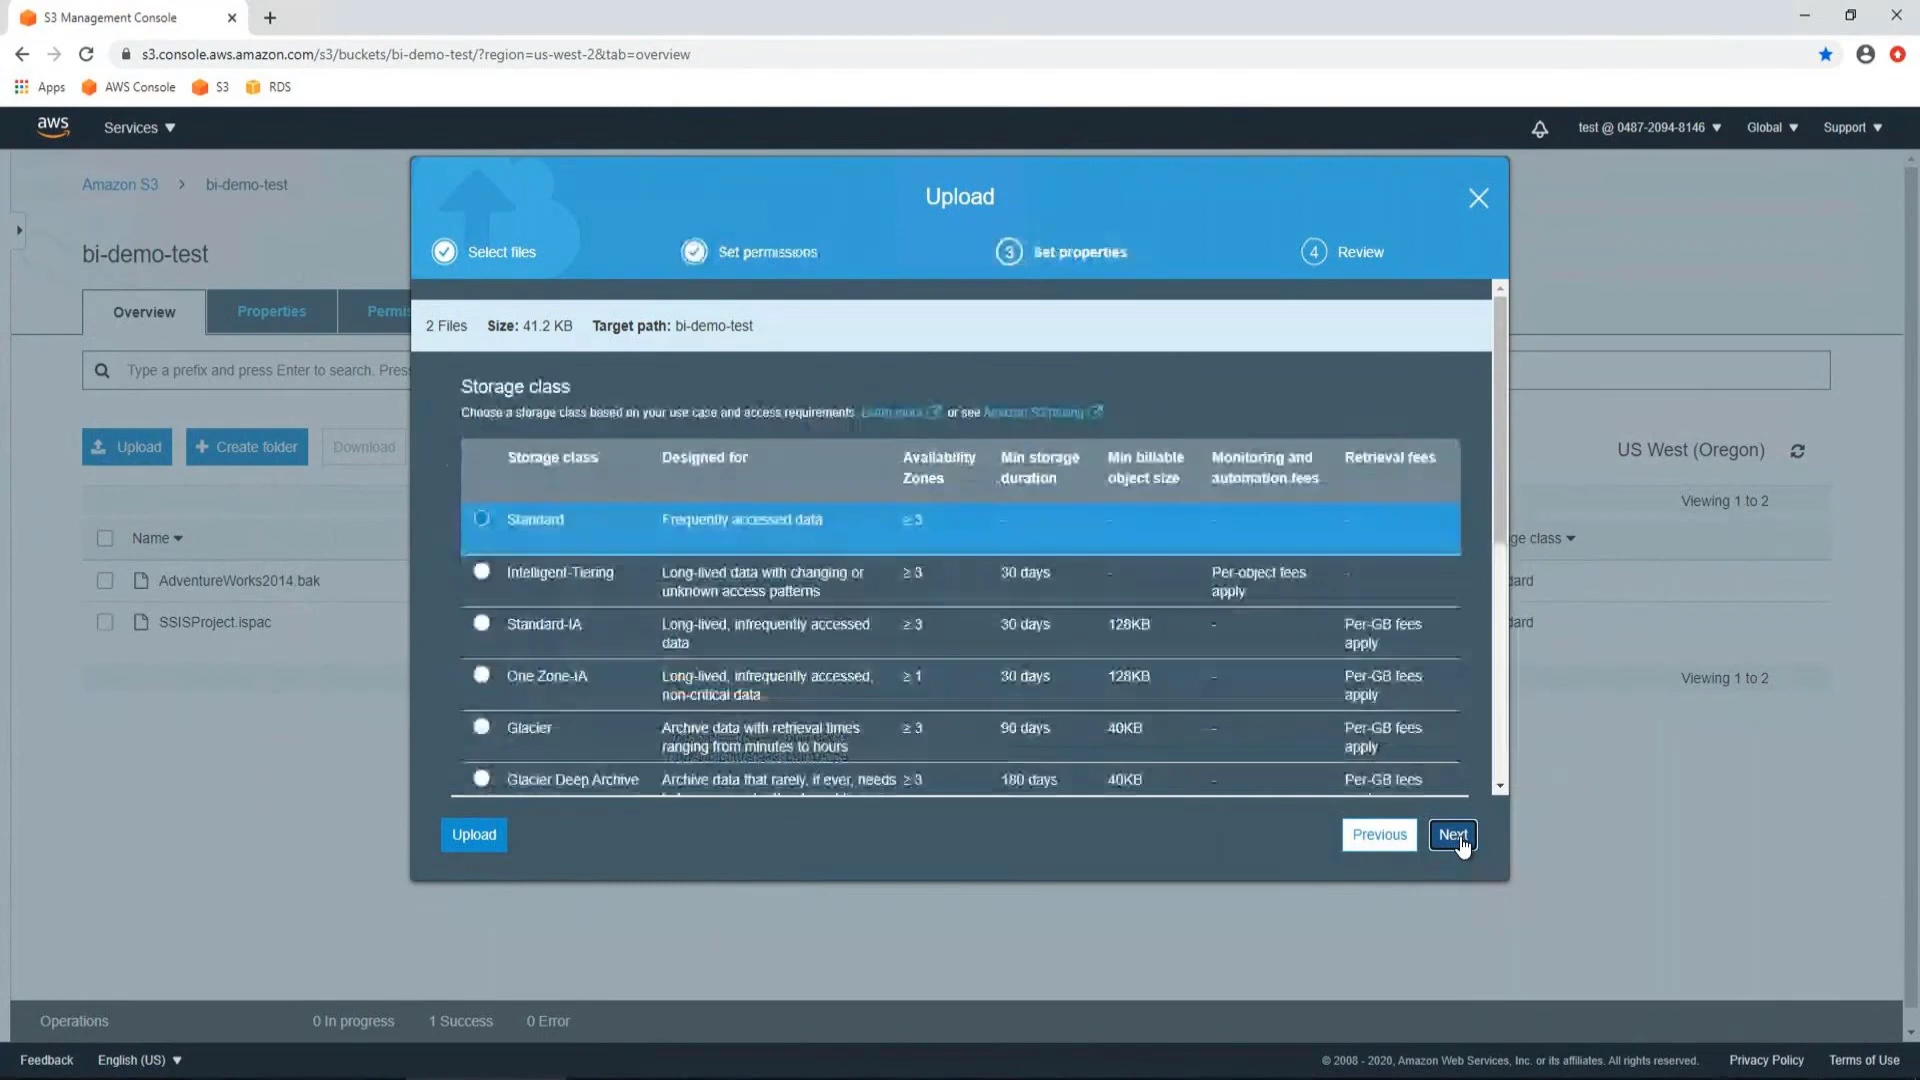 S3 Management Console
s3.console.aws.amazon.com/s3/buckets/bi-demo-test/?region=us-west-2&tab=overview
Apps AWS Console S3 RDS
aws Services test @ 0487-2094-8146 Global Support
Amazon S3 > bi-demo-test
bi-demo-test
Overview Properties Permis
Type a prefix and press Enter to search. Press
Upload Create folder Download
US West (Oregon)
Viewing 1 to 2
Name ge class
AdventureWorks2014.bak dard
SSISProject.ispac dard
Viewing 1 to 2
Upload
Select files Set permissions 3 Set properties 4 Review
2 Files Size: 41.2 KB Target path: bi-demo-test
Storage class
Choose a storage class based on your use case and access requirements. Learn more or see Amazon S3 pricing
Storage class Designed for Availability Zones Min storage duration Min billable object size Monitoring and automation fees Retrieval fees
Standard Frequently accessed data ≥ 3 - - - -
Intelligent-Tiering Long-lived data with changing or unknown access patterns ≥ 3 30 days - Per-object fees apply -
Standard-IA Long-lived, infrequently accessed data ≥ 3 30 days 128KB - Per-GB fees apply
One Zone-IA Long-lived, infrequently accessed, non-critical data ≥ 1 30 days 128KB - Per-GB fees apply
Glacier Archive data with retrieval times ranging from minutes to hours ≥ 3 90 days 40KB - Per-GB fees apply
Glacier Deep Archive Archive data that rarely, if ever, needs ≥ 3 180 days 40KB - Per-GB fees
Upload Previous Next
Operations 0 In progress 1 Success 0 Error
Feedback English (US) © 2008 - 2020, Amazon Web Services, Inc. or its affiliates. All rights reserved. Privacy Policy Terms of Use